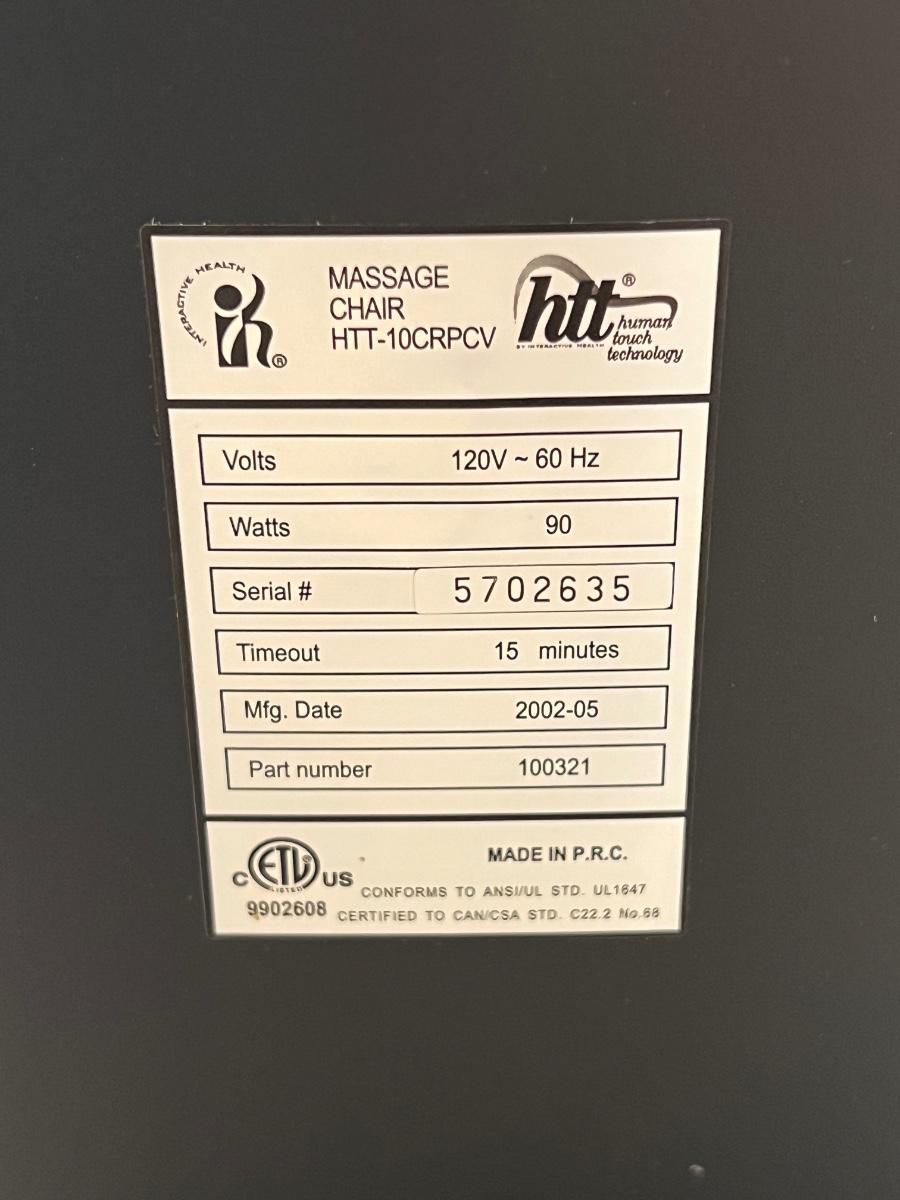 INTERACTIVE HEALTH
ih®
MASSAGE
CHAIR
HTT-10CRPCV
htt®
human
touch
technology
BY INTERACTIVE HEALTH
Volts 120V ~ 60 Hz
Watts 90
Serial # 5702635
Timeout 15 minutes
Mfg. Date 2002-05
Part number 100321
MADE IN P.R.C.
C ETL® US
LISTED
CONFORMS TO ANSI/UL STD. UL1647
9902608 CERTIFIED TO CAN/CSA STD. C22.2 No.68